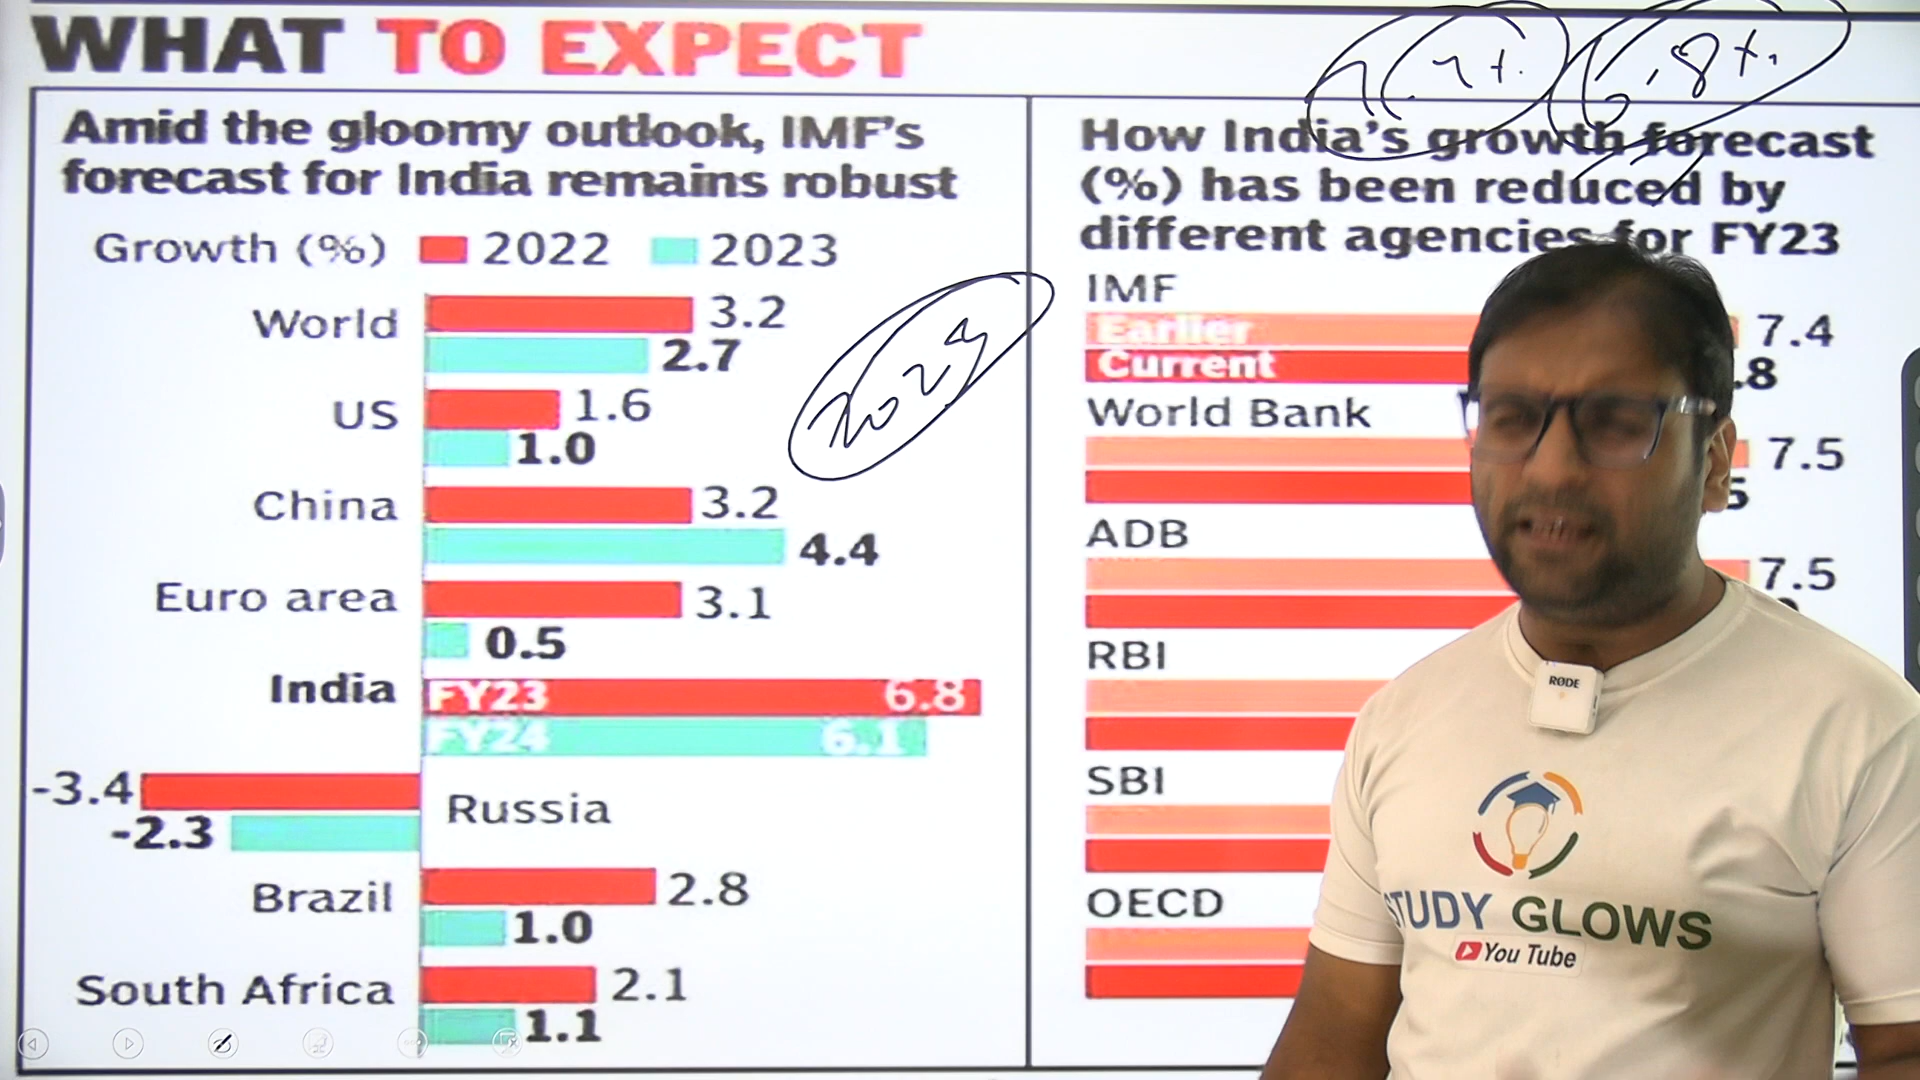 WHAT TO EXPECT
Amid the gloomy outlook, IMF's
forecast for India remains robust
Growth (%) 2022 2023
World 3.2
2.7
US 1.6
1.0
China 3.2
4.4
Euro area 3.1
0.5
India FY23 6.8
FY24 6.1
-3.4
-2.3
Russia
Brazil 2.8
1.0
South Africa 2.1
1.1
6.8%
How India's growth forecast
(%) has been reduced by
different agencies for FY23
IMF
Earlier 7.4
Current .8
World Bank
7.5
5
ADB
7.5
RBI
SBI
OECD
RØDE
STUDY GLOWS
You Tube